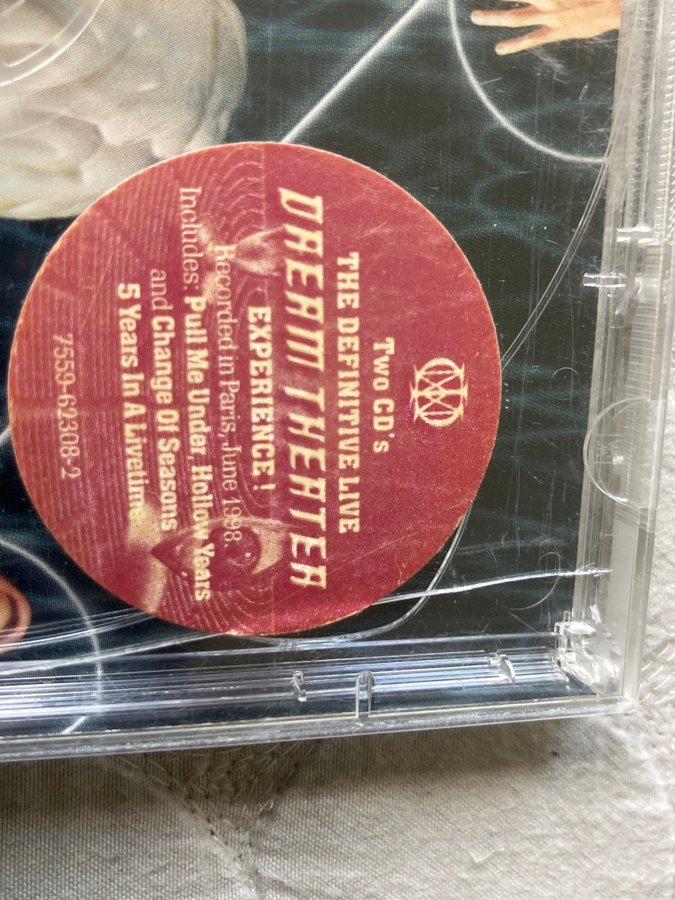 Two CD's
THE DEFINITIVE LIVE
DREAM THEATER
EXPERIENCE!
Recorded in Paris, June 1998.
Includes: Pull Me Under, Hollow Years
and Change Of Seasons
5 Years In A Livetime
7559-62308-2